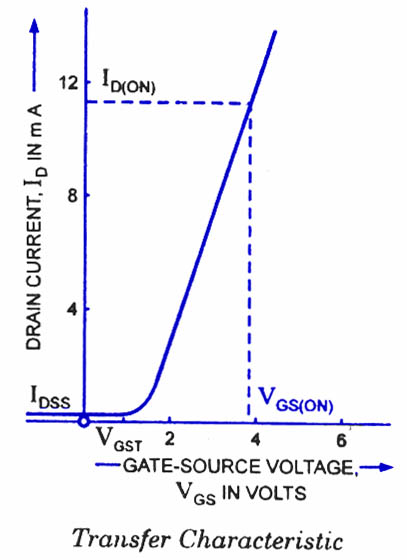 12
I_D(ON)
8
4
DRAIN CURRENT, I_D IN m A
I_DSS
V_GS(ON)
V_GST
2
4
6
GATE-SOURCE VOLTAGE,
V_GS IN VOLTS
Transfer Characteristic